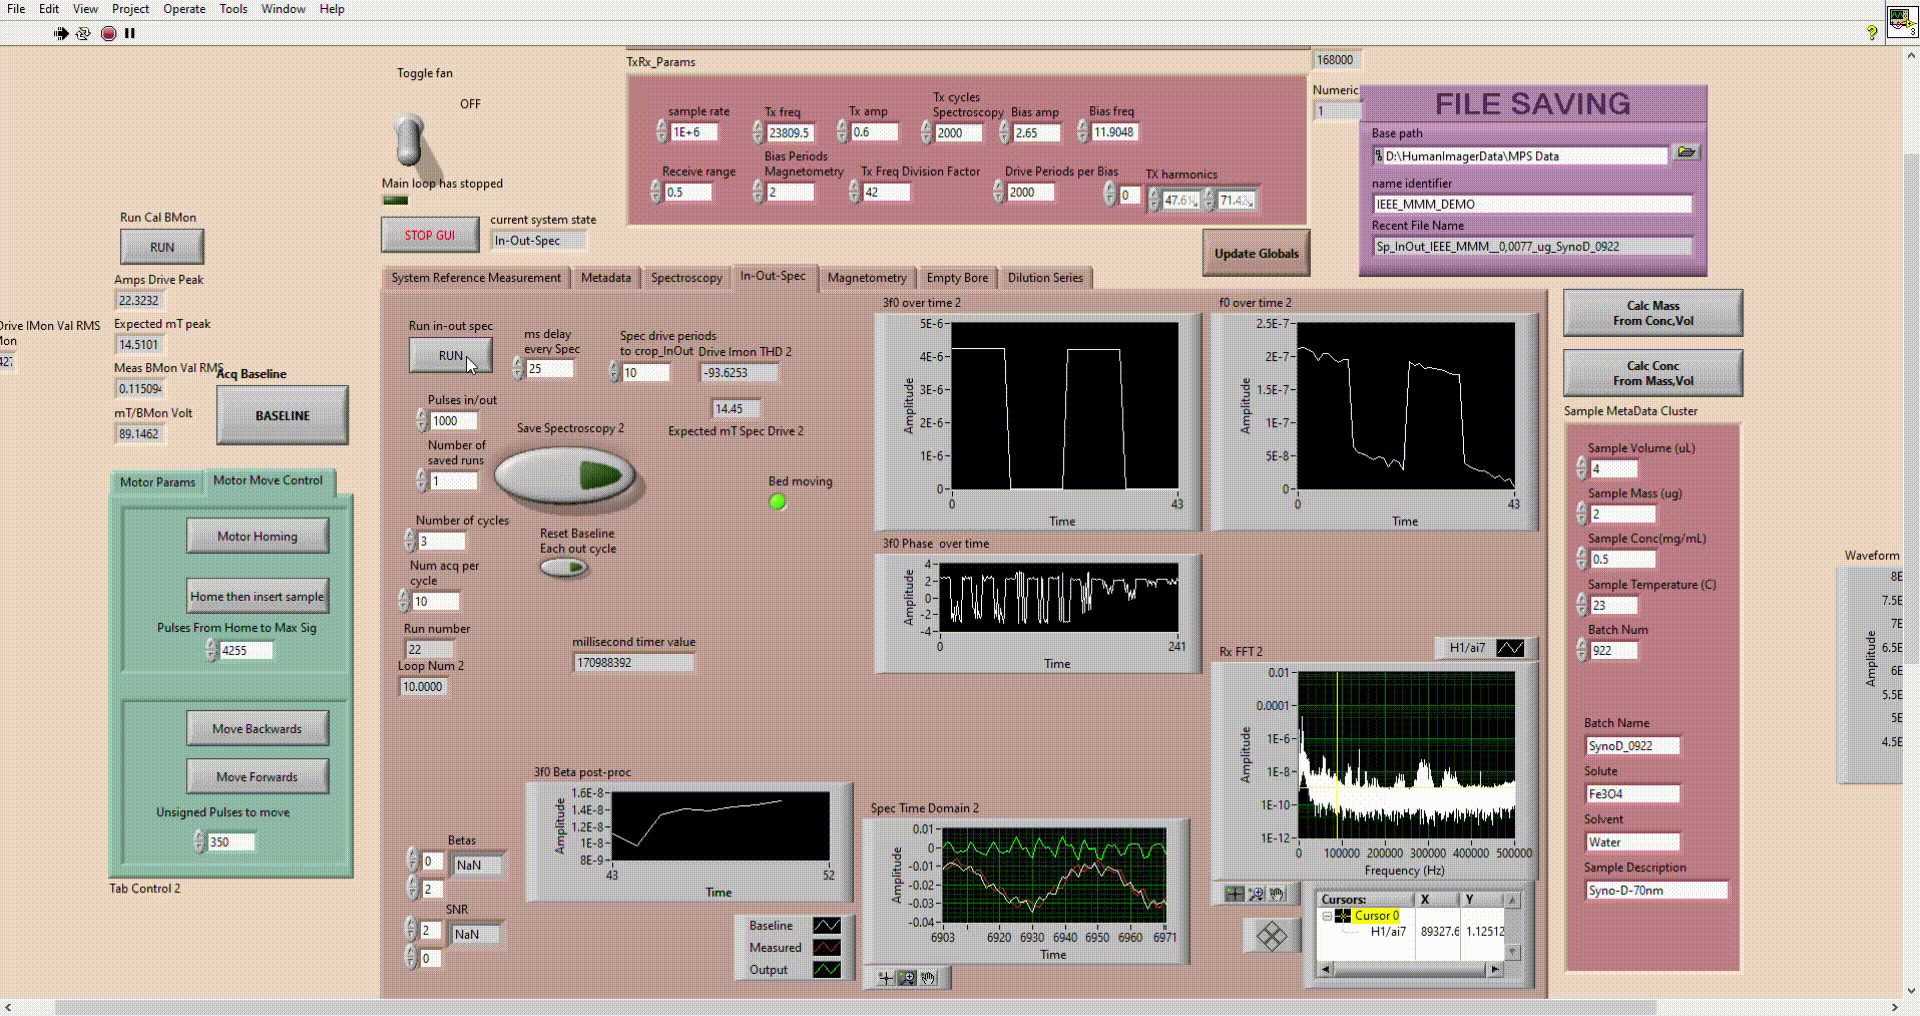 File Edit View Project Operate Tools Window Help
3
Toggle fan
OFF
Main loop has stopped
STOP GUI
current system state
In-Out-Spec
Run Cal BMon
RUN
Amps Drive Peak
22.3232
Drive IMon Val RMS
Expected mT peak
14.5101
Meas BMon Val RMS
0.115094
mT/BMon Volt
89.1462
Acq Baseline
BASELINE
TxRx_Params
sample rate
1E+6
Tx freq
23809.5
Tx amp
0.6
Tx cycles
Spectroscopy
2000
Bias amp
2.65
Bias freq
11.9048
Receive range
0.5
Bias Periods
Magnetometry
2
Tx Freq Division Factor
42
Drive Periods per Bias
2000
0
TX harmonics
47.61
71.42
168000
Numeric
1
Update Globals
FILE SAVING
Base path
D:\HumanImagerData\MPS Data
name identifier
IEEE_MMM_DEMO
Recent File Name
Sp_InOut_IEEE_MMM__0,0077_ug_SynoD_0922
System Reference Measurement Metadata Spectroscopy In-Out-Spec Magnetometry Empty Bore Dilution Series
Run in-out spec
RUN
ms delay
every Spec
25
Spec drive periods
to crop_InOut
10
Drive Imon THD 2
-93.6253
14.45
Expected mT Spec Drive 2
Pulses in/out
1000
Number of
saved runs
1
Save Spectroscopy 2
Bed moving
Number of cycles
3
Reset Baseline
Each out cycle
Num acq per
cycle
10
Run number
22
Loop Num 2
10.0000
millisecond timer value
170988392
3f0 over time 2
5E-6
4E-6
3E-6
2E-6
1E-6
0
Amplitude
0 43
Time
f0 over time 2
2.5E-7
2E-7
1.5E-7
1E-7
5E-8
0
Amplitude
0 43
Time
3f0 Phase over time
4
2
0
-2
-4
Amplitude
0 241
Time
Rx FFT 2
H1/ai7
0.01
0.0001
1E-6
1E-8
1E-10
1E-12
Amplitude
0 100000 200000 300000 400000 500000
Frequency (Hz)
Cursors: X Y
Cursor 0
H1/ai7 89327.6 1.12512
3f0 Beta post-proc
1.6E-8
1.4E-8
1.2E-8
1E-8
8E-9
Amplitude
43 52
Time
Betas
0
NaN
2
SNR
2
NaN
0
Baseline
Measured
Output
Spec Time Domain 2
0.01
0
-0.01
-0.02
-0.03
-0.04
Amplitude
6903 6920 6930 6940 6950 6960 6971
Time
Motor Params Motor Move Control
Motor Homing
Home then insert sample
Pulses From Home to Max Sig
4255
Move Backwards
Move Forwards
Unsigned Pulses to move
350
Tab Control 2
Calc Mass
From Conc,Vol
Calc Conc
From Mass,Vol
Sample MetaData Cluster
Sample Volume (uL)
4
Sample Mass (ug)
2
Sample Conc(mg/mL)
0.5
Sample Temperature (C)
23
Batch Num
922
Batch Name
SynoD_0922
Solute
Fe3O4
Solvent
Water
Sample Description
Syno-D-70nm
Waveform
8E
7.5E
7E
6.5E
6E
5.5E
5E
4.5E
Amplitude